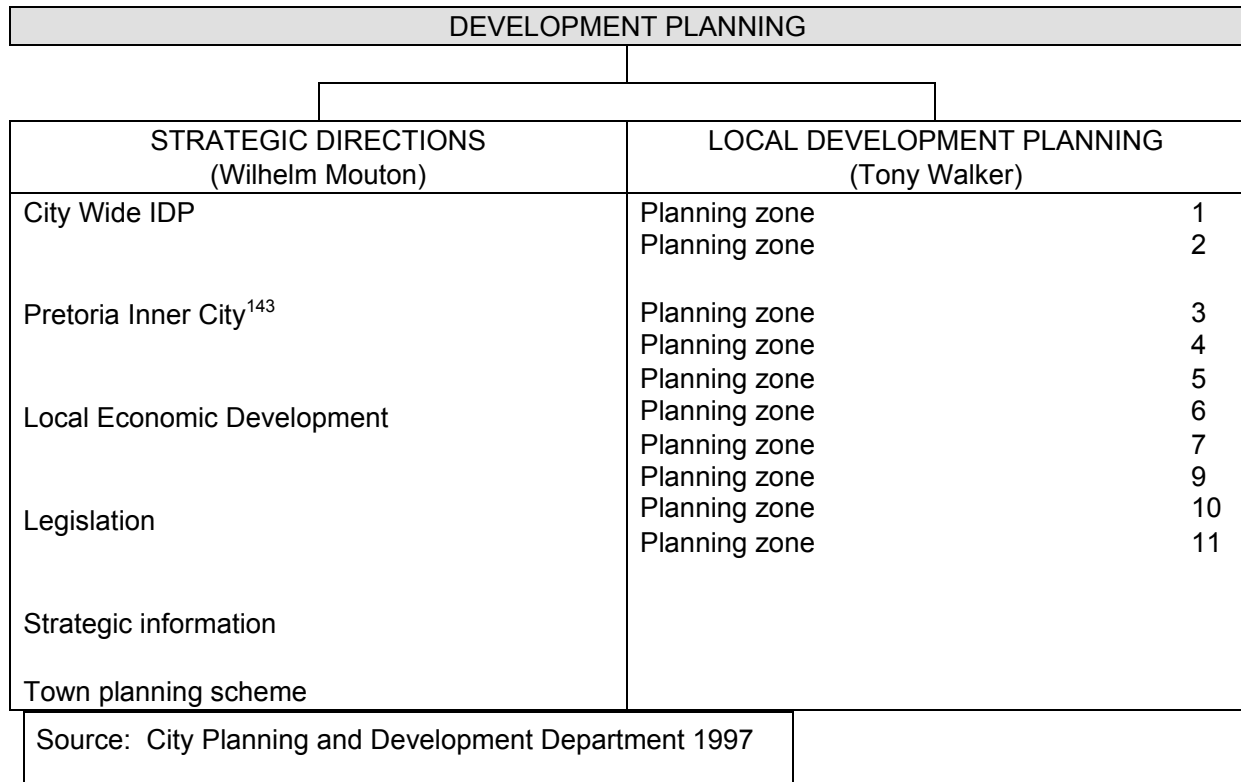 DEVELOPMENT PLANNING
STRATEGIC DIRECTIONS
(Wilhelm Mouton)
City Wide IDP
Pretoria Inner City143
Local Economic Development
Legislation
Strategic information
Town planning scheme
LOCAL DEVELOPMENT PLANNING
(Tony Walker)
Planning zone 1
Planning zone 2
Planning zone 3
Planning zone 4
Planning zone 5
Planning zone 6
Planning zone 7
Planning zone 9
Planning zone 10
Planning zone 11
Source: City Planning and Development Department 1997